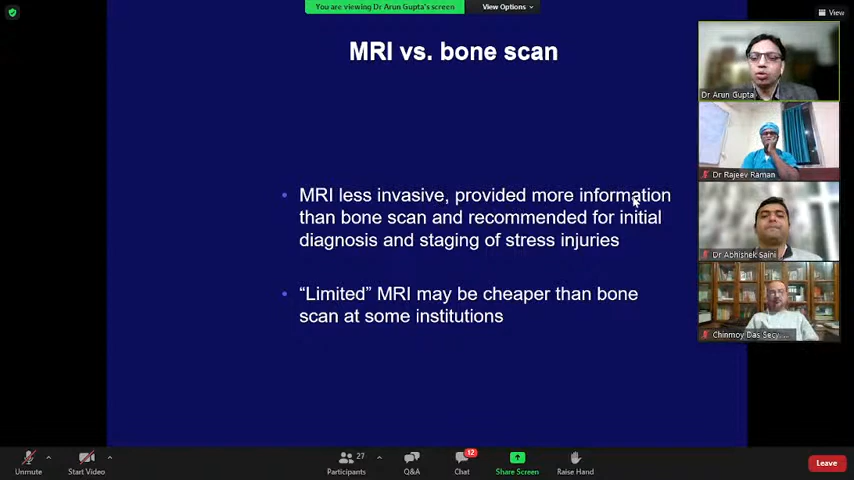 You are viewing Dr Arun Gupta's screen
View Options
View
MRI vs. bone scan
• MRI less invasive, provided more information
than bone scan and recommended for initial
diagnosis and staging of stress injuries
• “Limited” MRI may be cheaper than bone
scan at some institutions
Dr Arun Gupta
Dr Rajeev Raman
Dr Abhishek Saini
Chinmoy Das Secy. ...
Unmute
Start Video
27
Participants
Q&A
12
Chat
Share Screen
Raise Hand
Leave